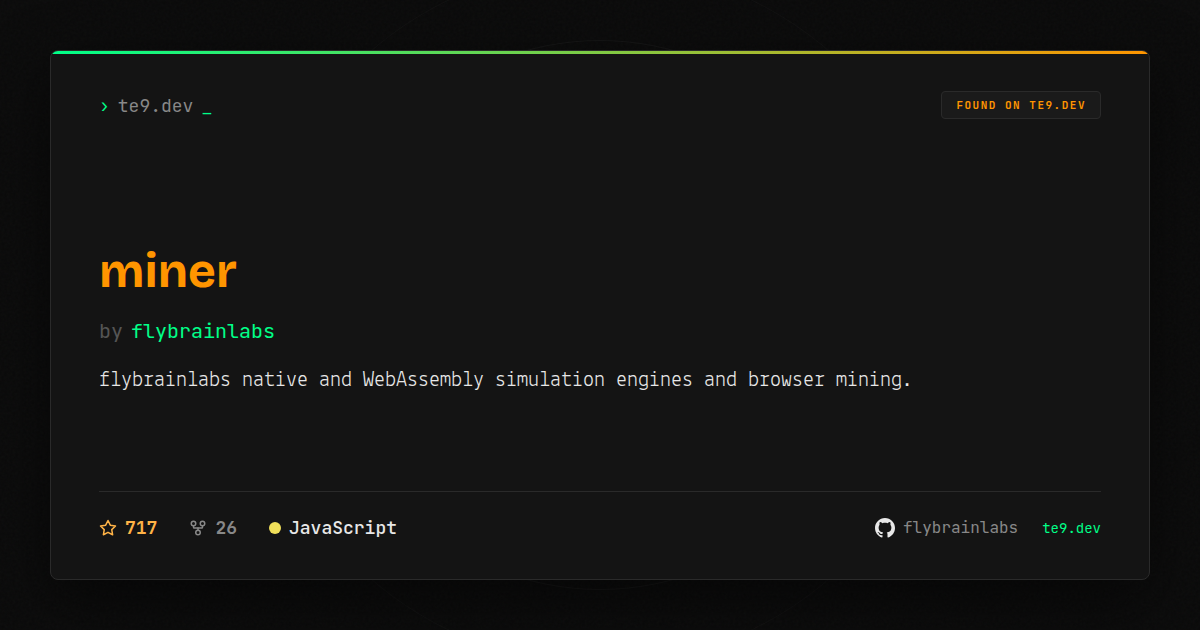 › te9.dev _
FOUND ON TE9.DEV
miner
by flybrainlabs
flybrainlabs native and WebAssembly simulation engines and browser mining.
717 26 JavaScript
flybrainlabs te9.dev